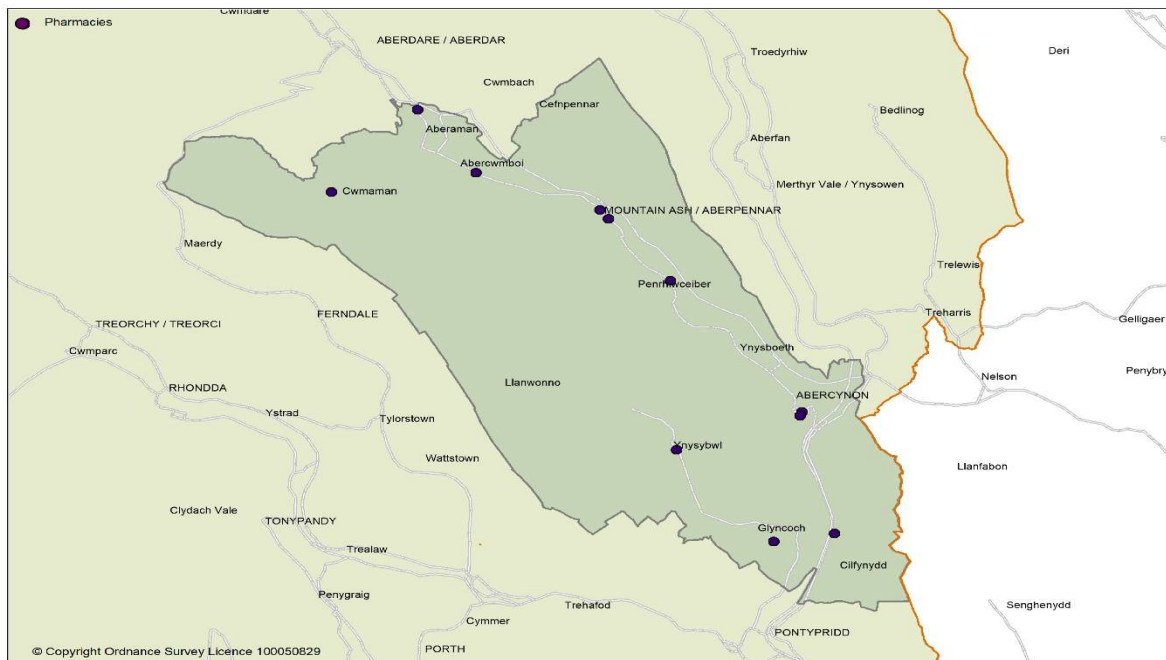 Pharmacies
Cwmdare
ABERDARE / ABERDAR
Troedyrhiw
Deri
Cwmbach
Cefnpennar
Bedlinog
Aberaman
Aberfan
Abercwmboi
Merthyr Vale / Ynysowen
Cwmaman
MOUNTAIN ASH / ABERPENNAR
Maerdy
Trelewis
Penrhiwceiber
FERNDALE
Treharris
Gelligaer
TREORCHY / TREORCI
Cwmparc
Ynysboeth
Nelson
Penybry
RHONDDA
Llanwonno
ABERCYNON
Ystrad
Tylorstown
Ynysybwl
Wattstown
Llanfabon
Clydach Vale
TONYPANDY
Glyncoch
Trealaw
Cilfynydd
Penygraig
Trehafod
Senghenydd
Cymmer
PONTYPRIDD
PORTH
© Copyright Ordnance Survey Licence 100050829